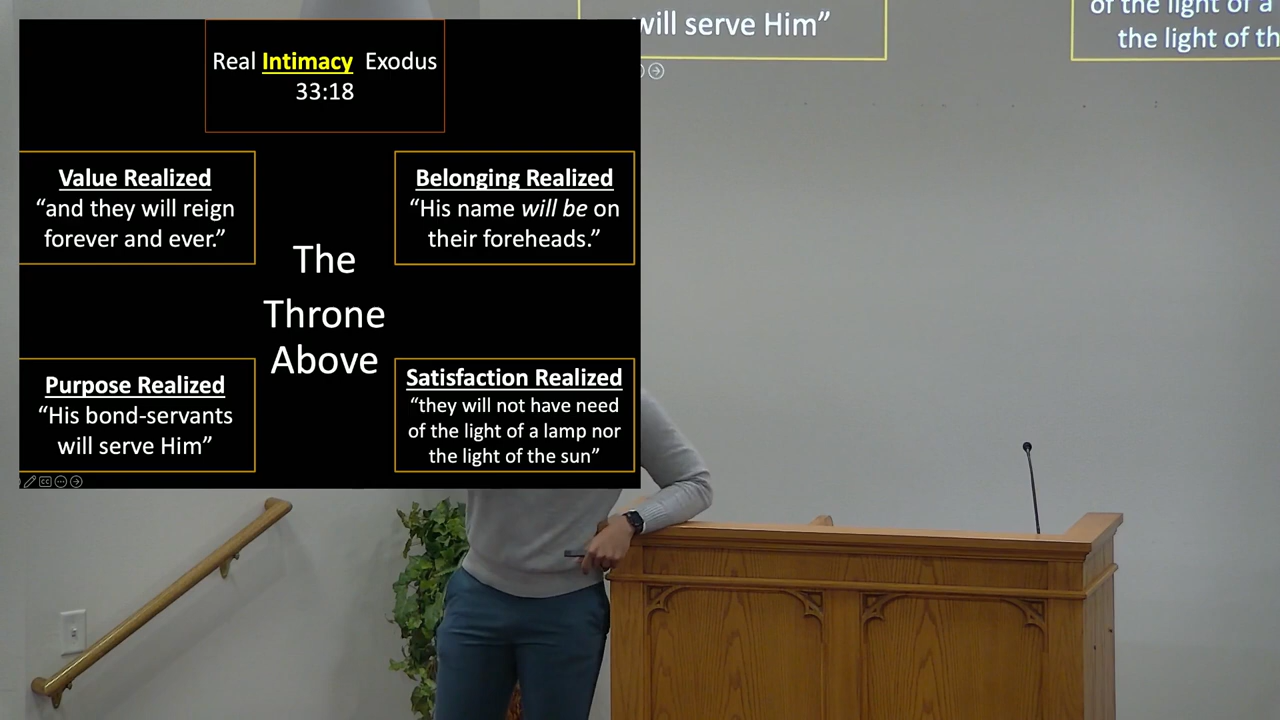 Real Intimacy Exodus
33:18
Value Realized
“and they will reign
forever and ever.”
Belonging Realized
“His name will be on
their foreheads.”
The
Throne
Above
Purpose Realized
“His bond-servants
will serve Him”
Satisfaction Realized
“they will not have need
of the light of a lamp nor
the light of the sun”
will serve Him”
of the light of a
the light of th